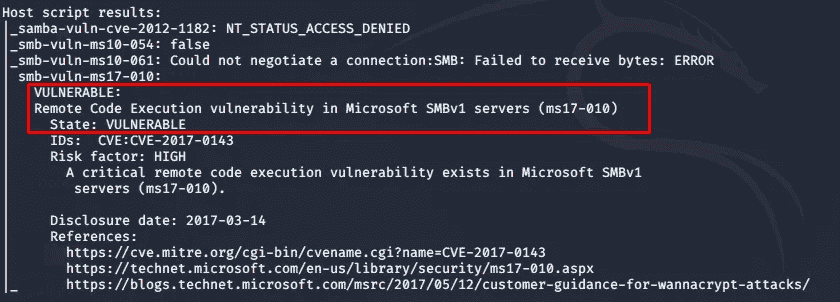 Host script results:
|_samba-vuln-cve-2012-1182: NT_STATUS_ACCESS_DENIED
|_smb-vuln-ms10-054: false
|_smb-vuln-ms10-061: Could not negotiate a connection:SMB: Failed to receive bytes: ERROR
| smb-vuln-ms17-010:
|   VULNERABLE:
|   Remote Code Execution vulnerability in Microsoft SMBv1 servers (ms17-010)
|     State: VULNERABLE
|     IDs:  CVE:CVE-2017-0143
|     Risk factor: HIGH
|       A critical remote code execution vulnerability exists in Microsoft SMBv1
|        servers (ms17-010).
|
|     Disclosure date: 2017-03-14
|     References:
|       https://cve.mitre.org/cgi-bin/cvename.cgi?name=CVE-2017-0143
|       https://technet.microsoft.com/en-us/library/security/ms17-010.aspx
|_      https://blogs.technet.microsoft.com/msrc/2017/05/12/customer-guidance-for-wannacrypt-attacks/